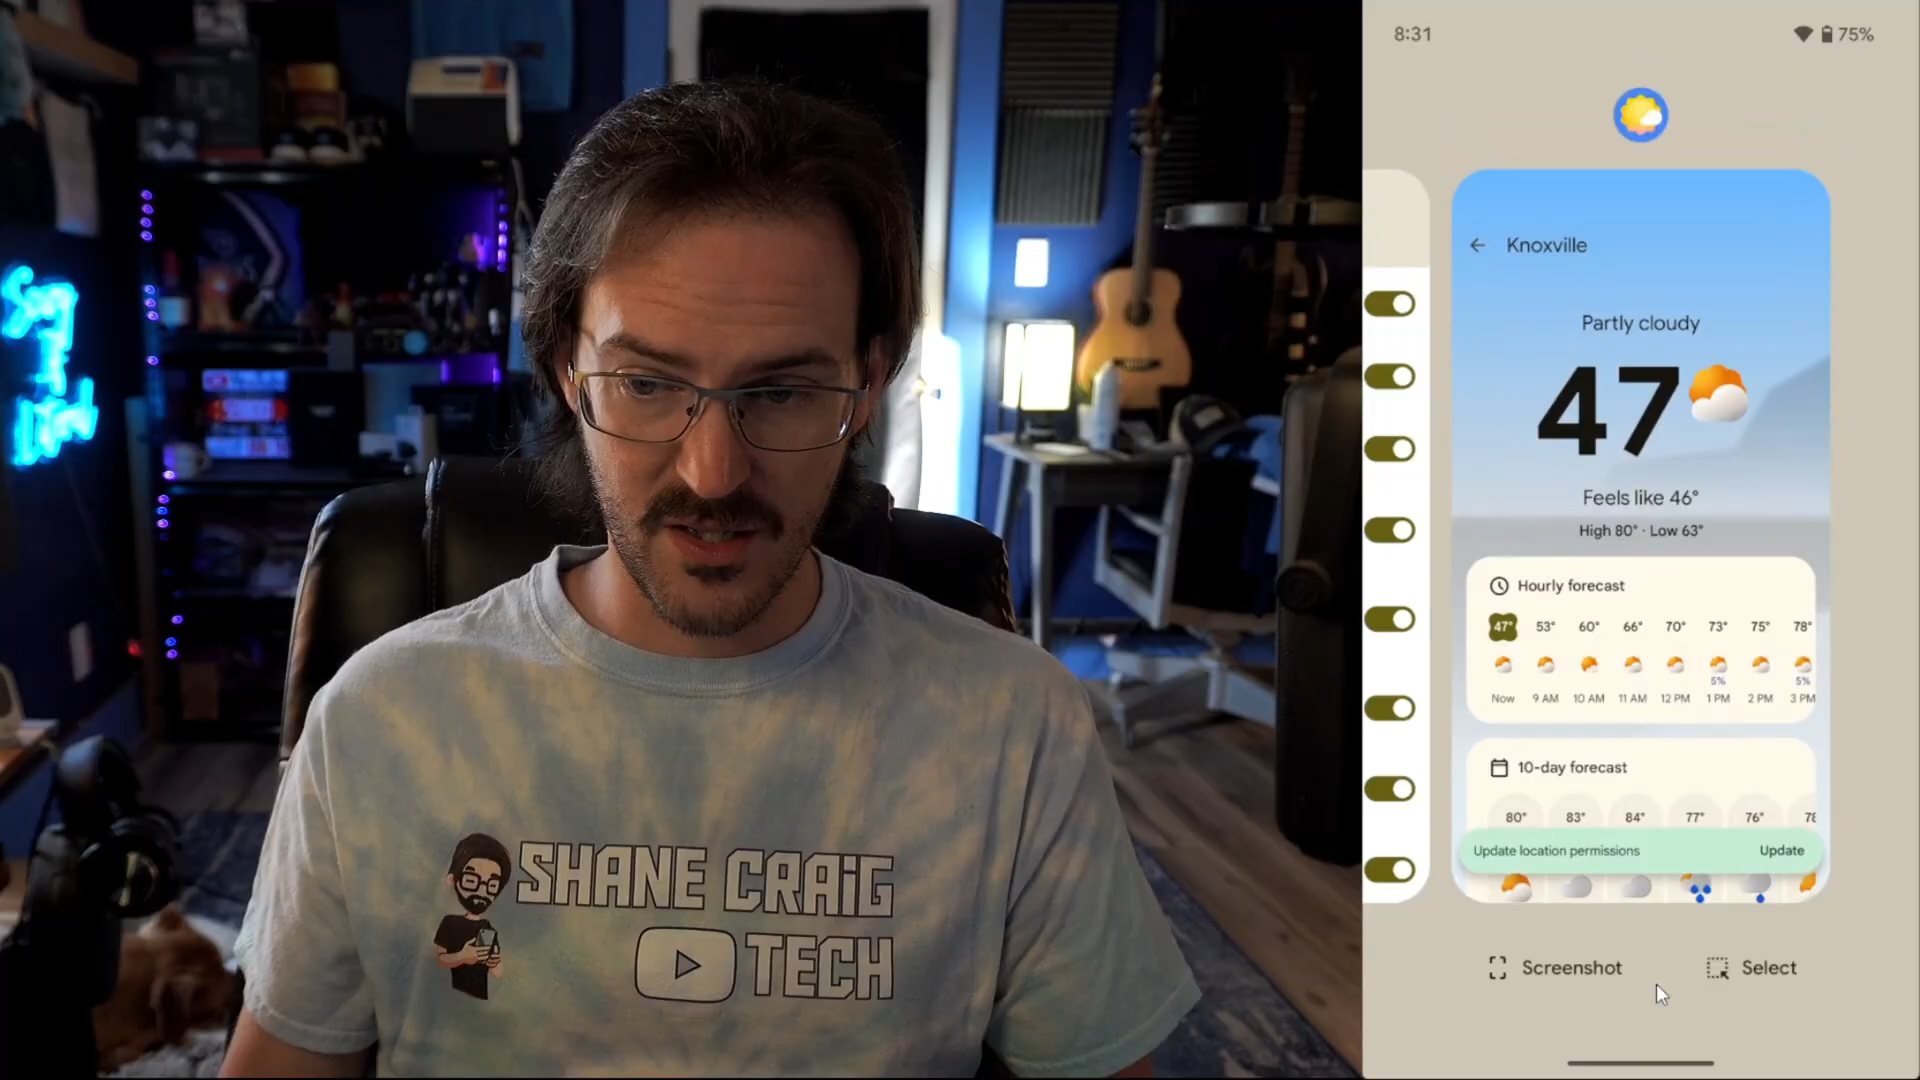 SHANE CRAiG
TECH
8:31
75%
Knoxville
Partly cloudy
47
Feels like 46°
High 80° · Low 63°
Hourly forecast
47° 53° 60° 66° 70° 73° 75° 78°
5% 5%
Now 9 AM 10 AM 11 AM 12 PM 1 PM 2 PM 3 PM
10-day forecast
80° 83° 84° 77° 76° 78
Update location permissions Update
Screenshot Select